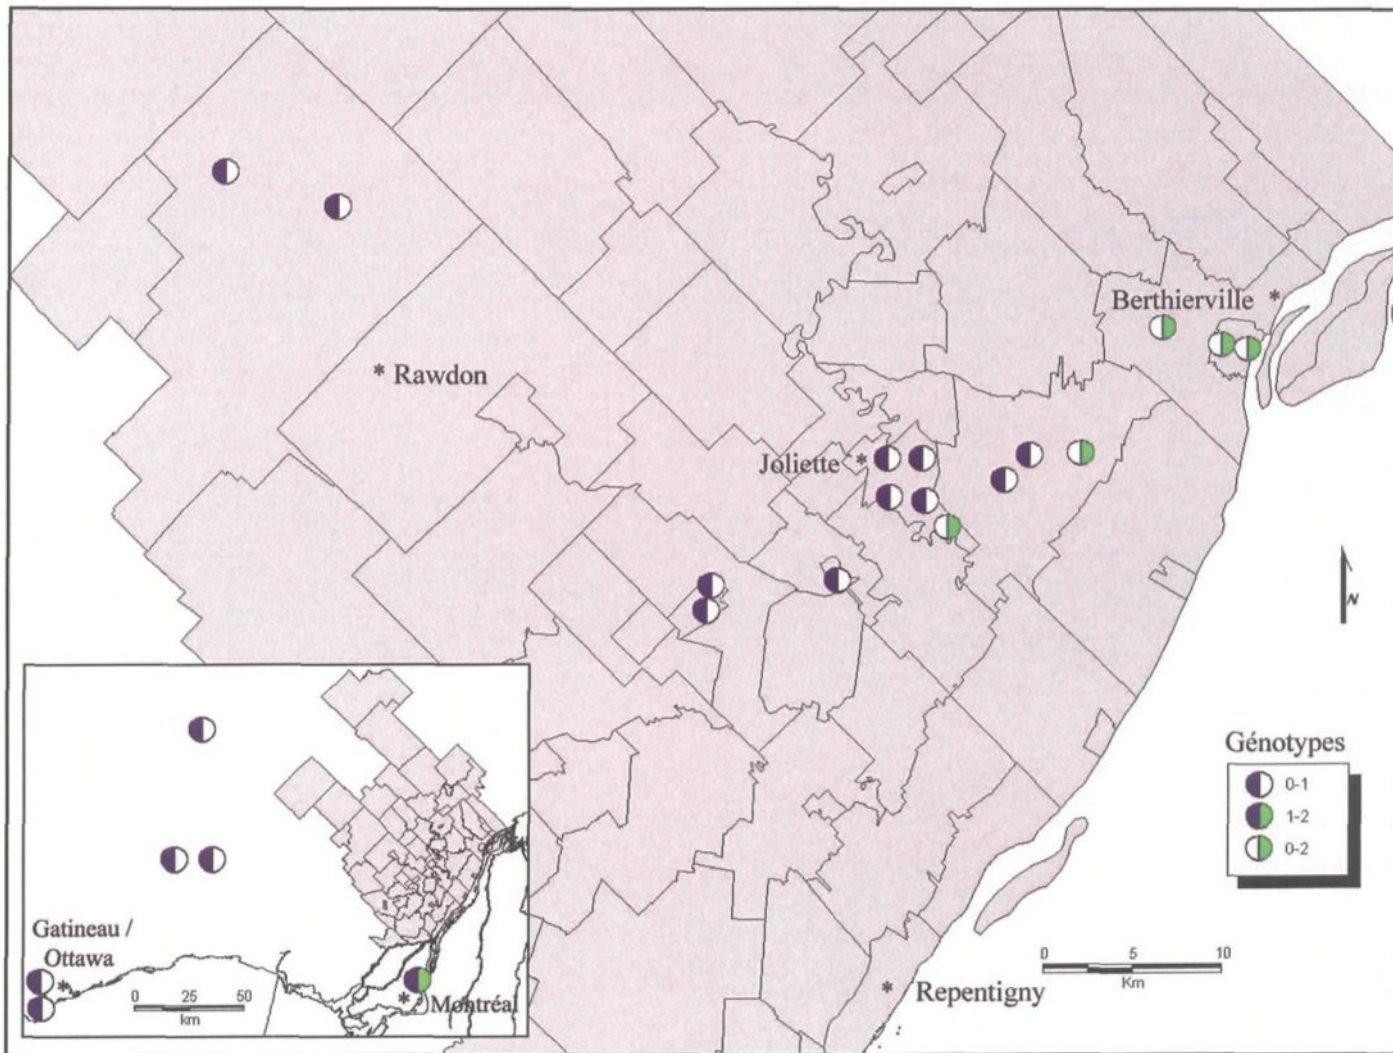 Berthierville *
* Rawdon
Joliette *
N
Génotypes
0-1
1-2
0-2
Gatineau /
Ottawa
*
0 25 50
km
*
Montréal
0 5 10
Km
* Repentigny